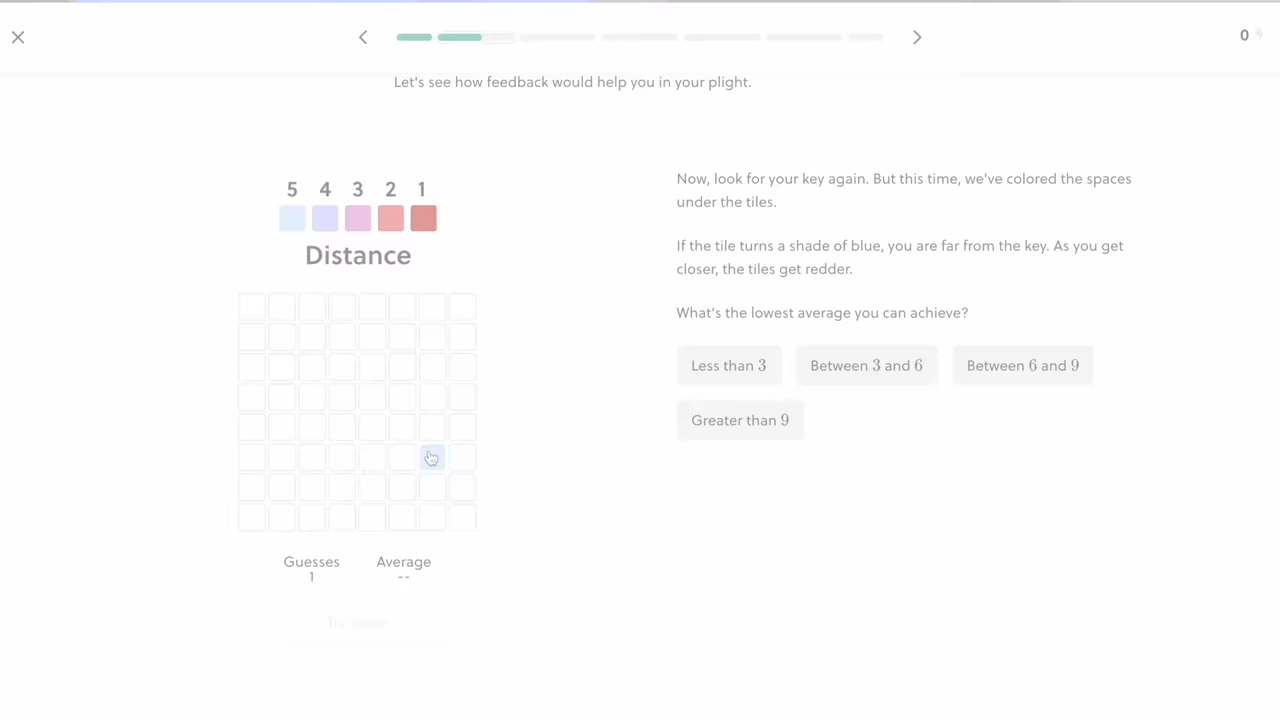 0
Let's see how feedback would help you in your plight.
5 4 3 2 1
Distance
Now, look for your key again. But this time, we've colored the spaces
under the tiles.
If the tile turns a shade of blue, you are far from the key. As you get
closer, the tiles get redder.
What's the lowest average you can achieve?
Less than 3
Between 3 and 6
Between 6 and 9
Greater than 9
Guesses
1
Average
--